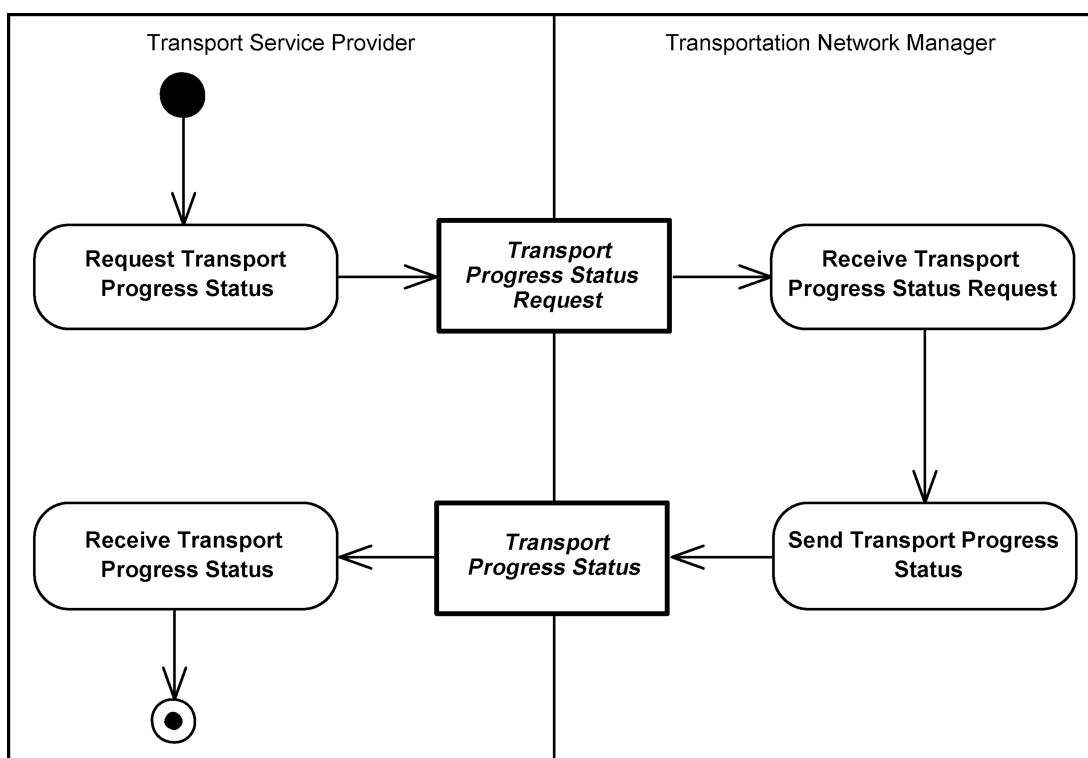 Transport Service Provider
Transportation Network Manager
Request Transport
Progress Status
Transport
Progress Status
Request
Receive Transport
Progress Status Request
Receive Transport
Progress Status
Transport
Progress Status
Send Transport Progress
Status